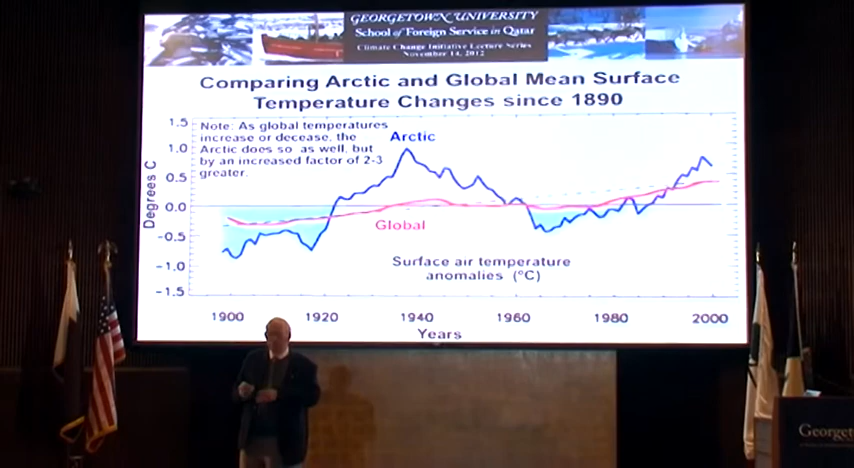 GEORGETOWN UNIVERSITY
School of Foreign Service in Qatar
Climate Change Initiative Lecture Series
November 14, 2012
Comparing Arctic and Global Mean Surface
Temperature Changes since 1890
Note: As global temperatures
increase or decease, the
Arctic does so as well, but
by an increased factor of 2-3
greater.
Arctic
Global
Surface air temperature
anomalies (°C)
Degrees C
1.5
1.0
0.5
0.0
-0.5
-1.0
-1.5
1900 1920 1940 1960 1980 2000
Years
Georget